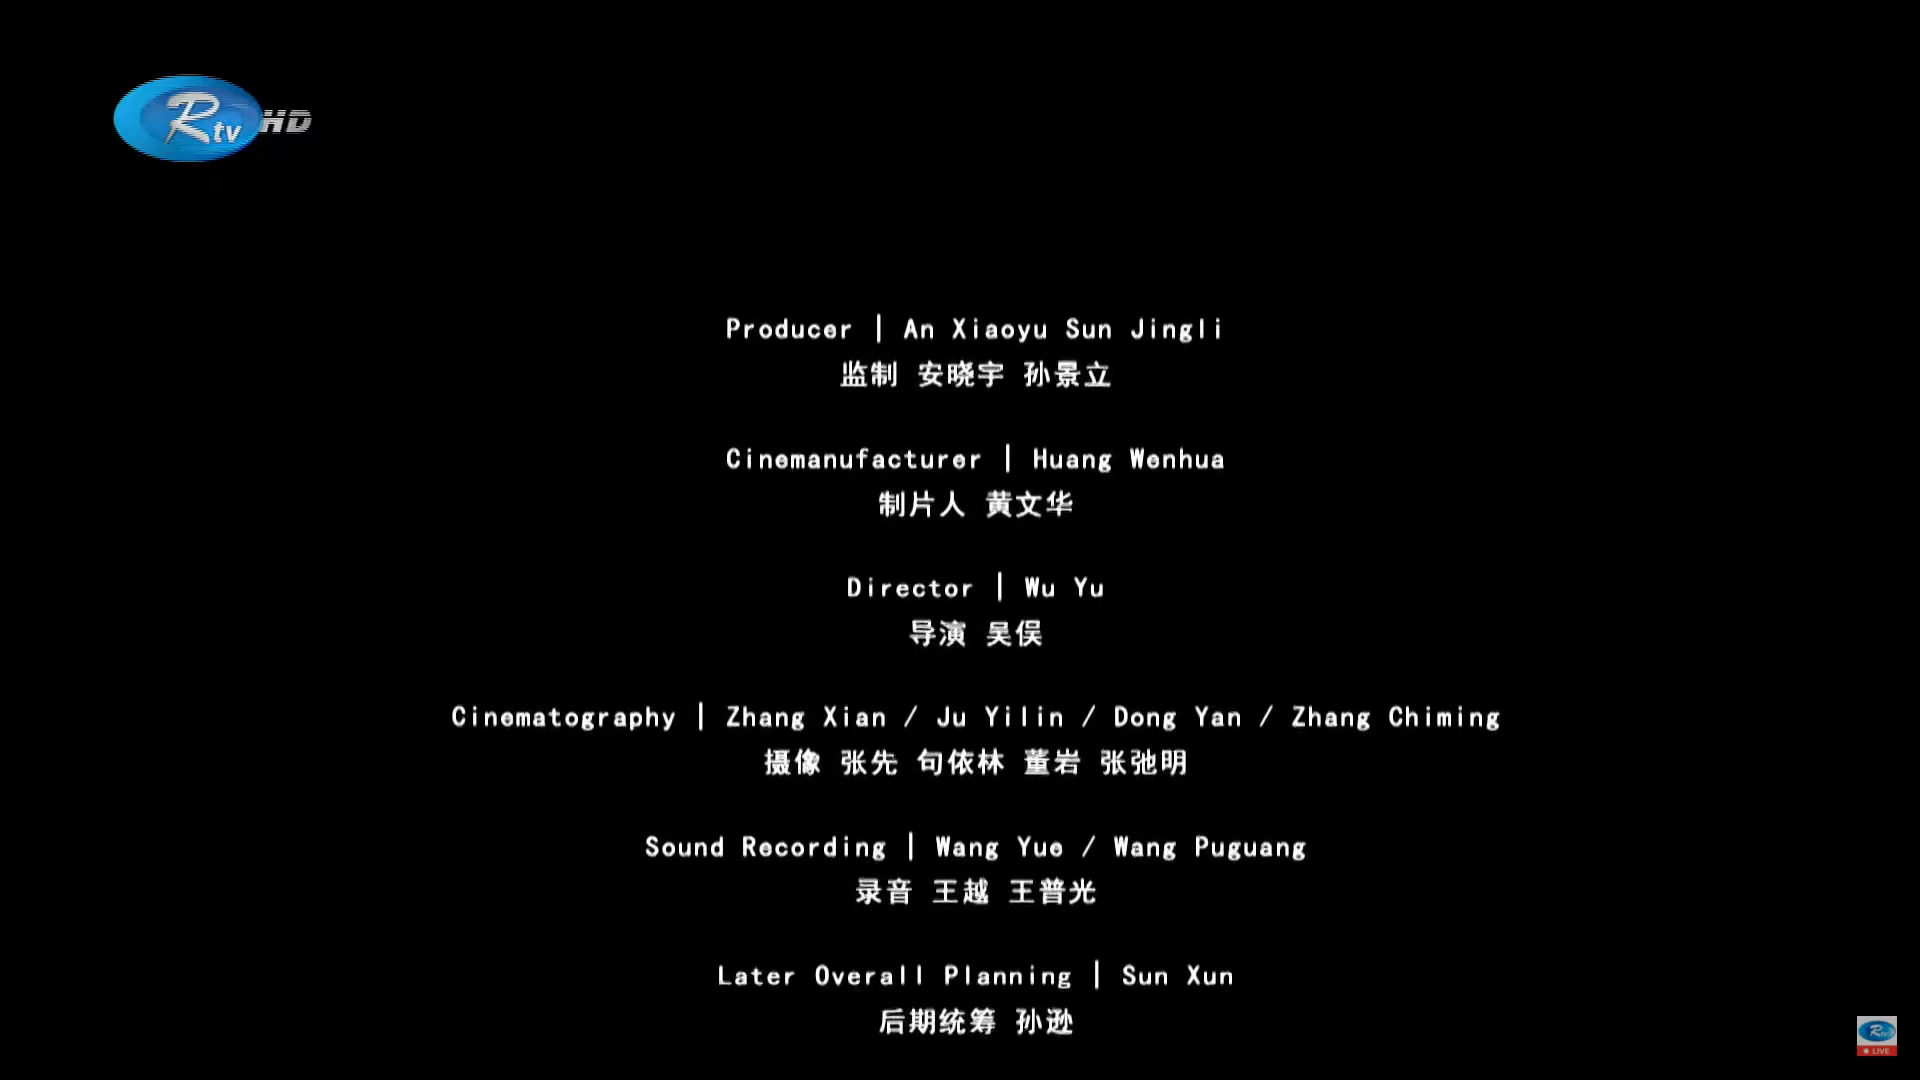 Rtv HD
Producer | An Xiaoyu Sun Jingli
监制 安晓宇 孙景立
Cinemanufacturer | Huang Wenhua
制片人 黄文华
Director | Wu Yu
导演 吴俣
Cinematography | Zhang Xian / Ju Yilin / Dong Yan / Zhang Chiming
摄像 张先 句依林 董岩 张弛明
Sound Recording | Wang Yue / Wang Puguang
录音 王越 王普光
Later Overall Planning | Sun Xun
后期统筹 孙逊
Rtv
LIVE